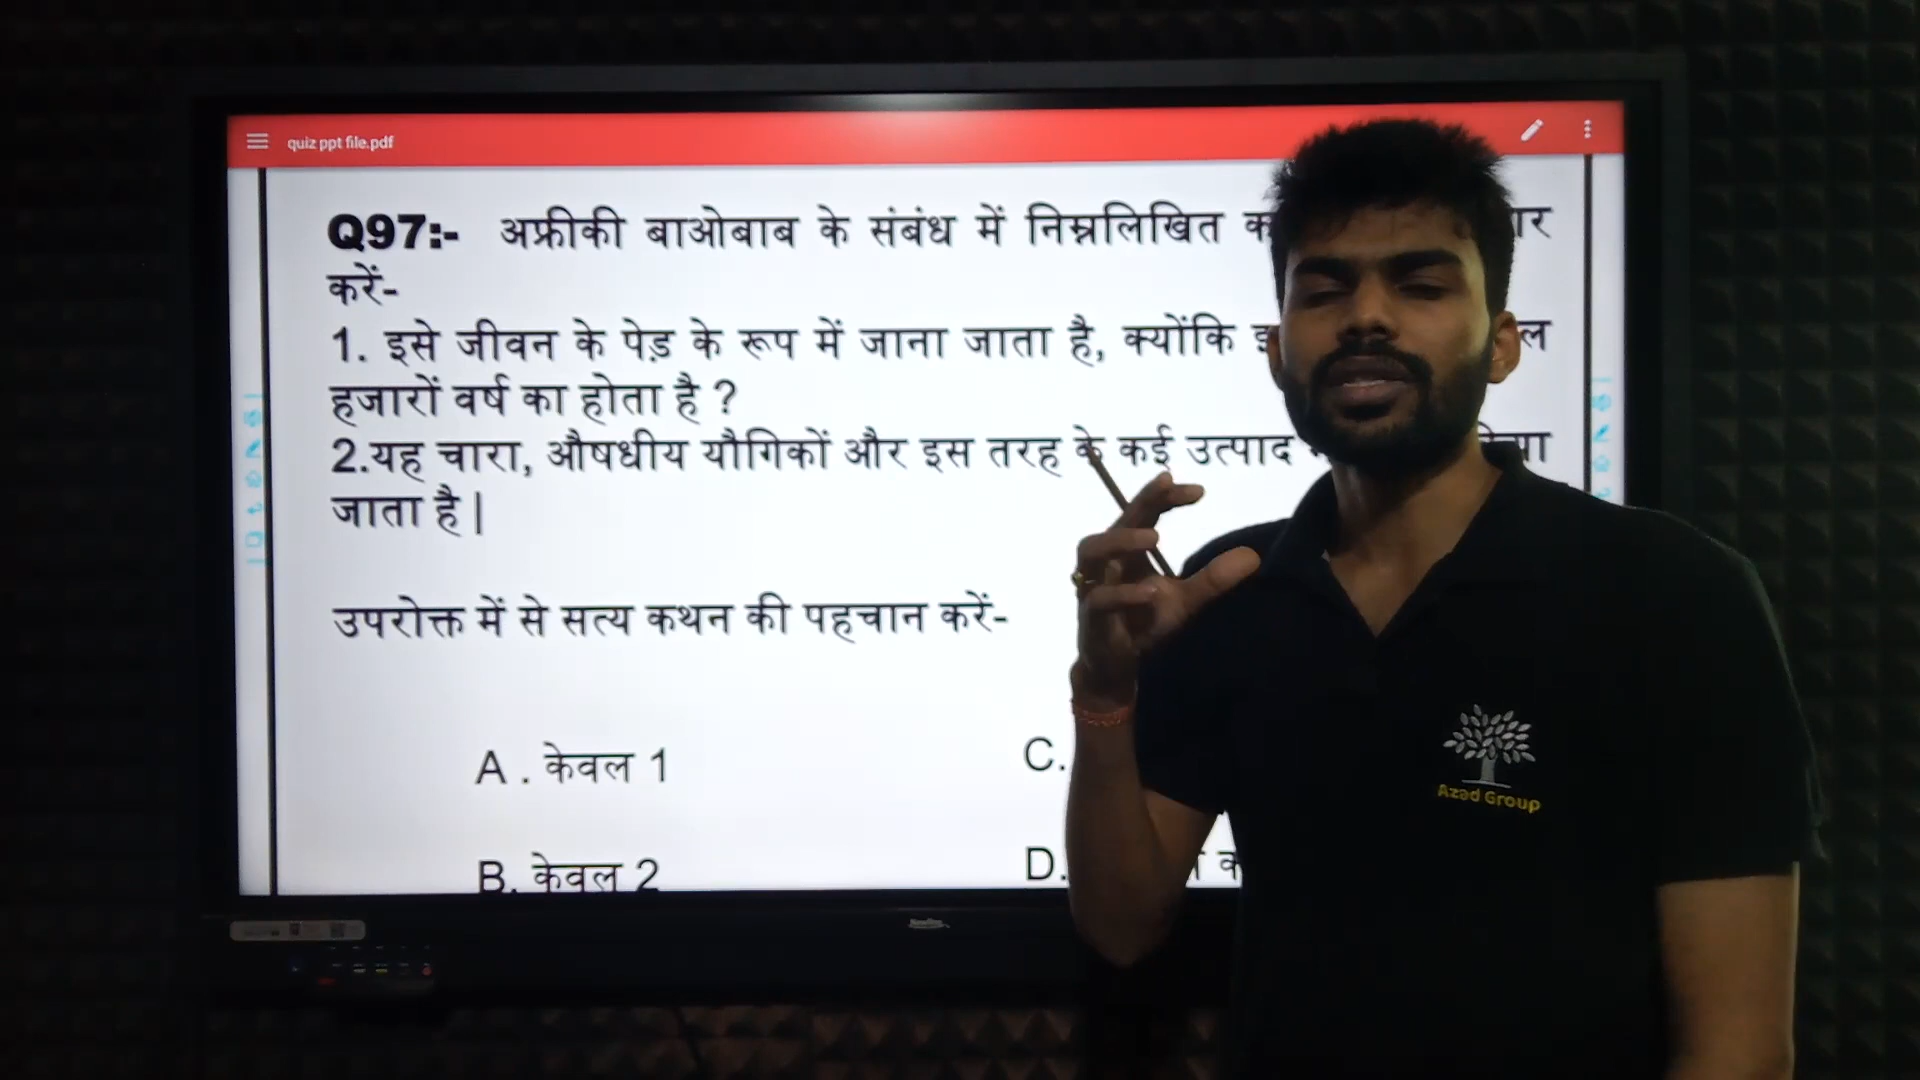 quiz ppt file.pdf
Q97:- अफ्रीकी बाओबाब के संबंध में निम्नलिखित
करें-
1. इसे जीवन के पेड़ के रूप में जाना जाता है, क्योंकि
हजारों वर्ष का होता है ?
2.यह चारा, औषधीय यौगिकों और इस तरह के कई उत्पाद
जाता है |
उपरोक्त में से सत्य कथन की पहचान करें-
A . केवल 1
C.
B. केवल 2
D.
Azad Group